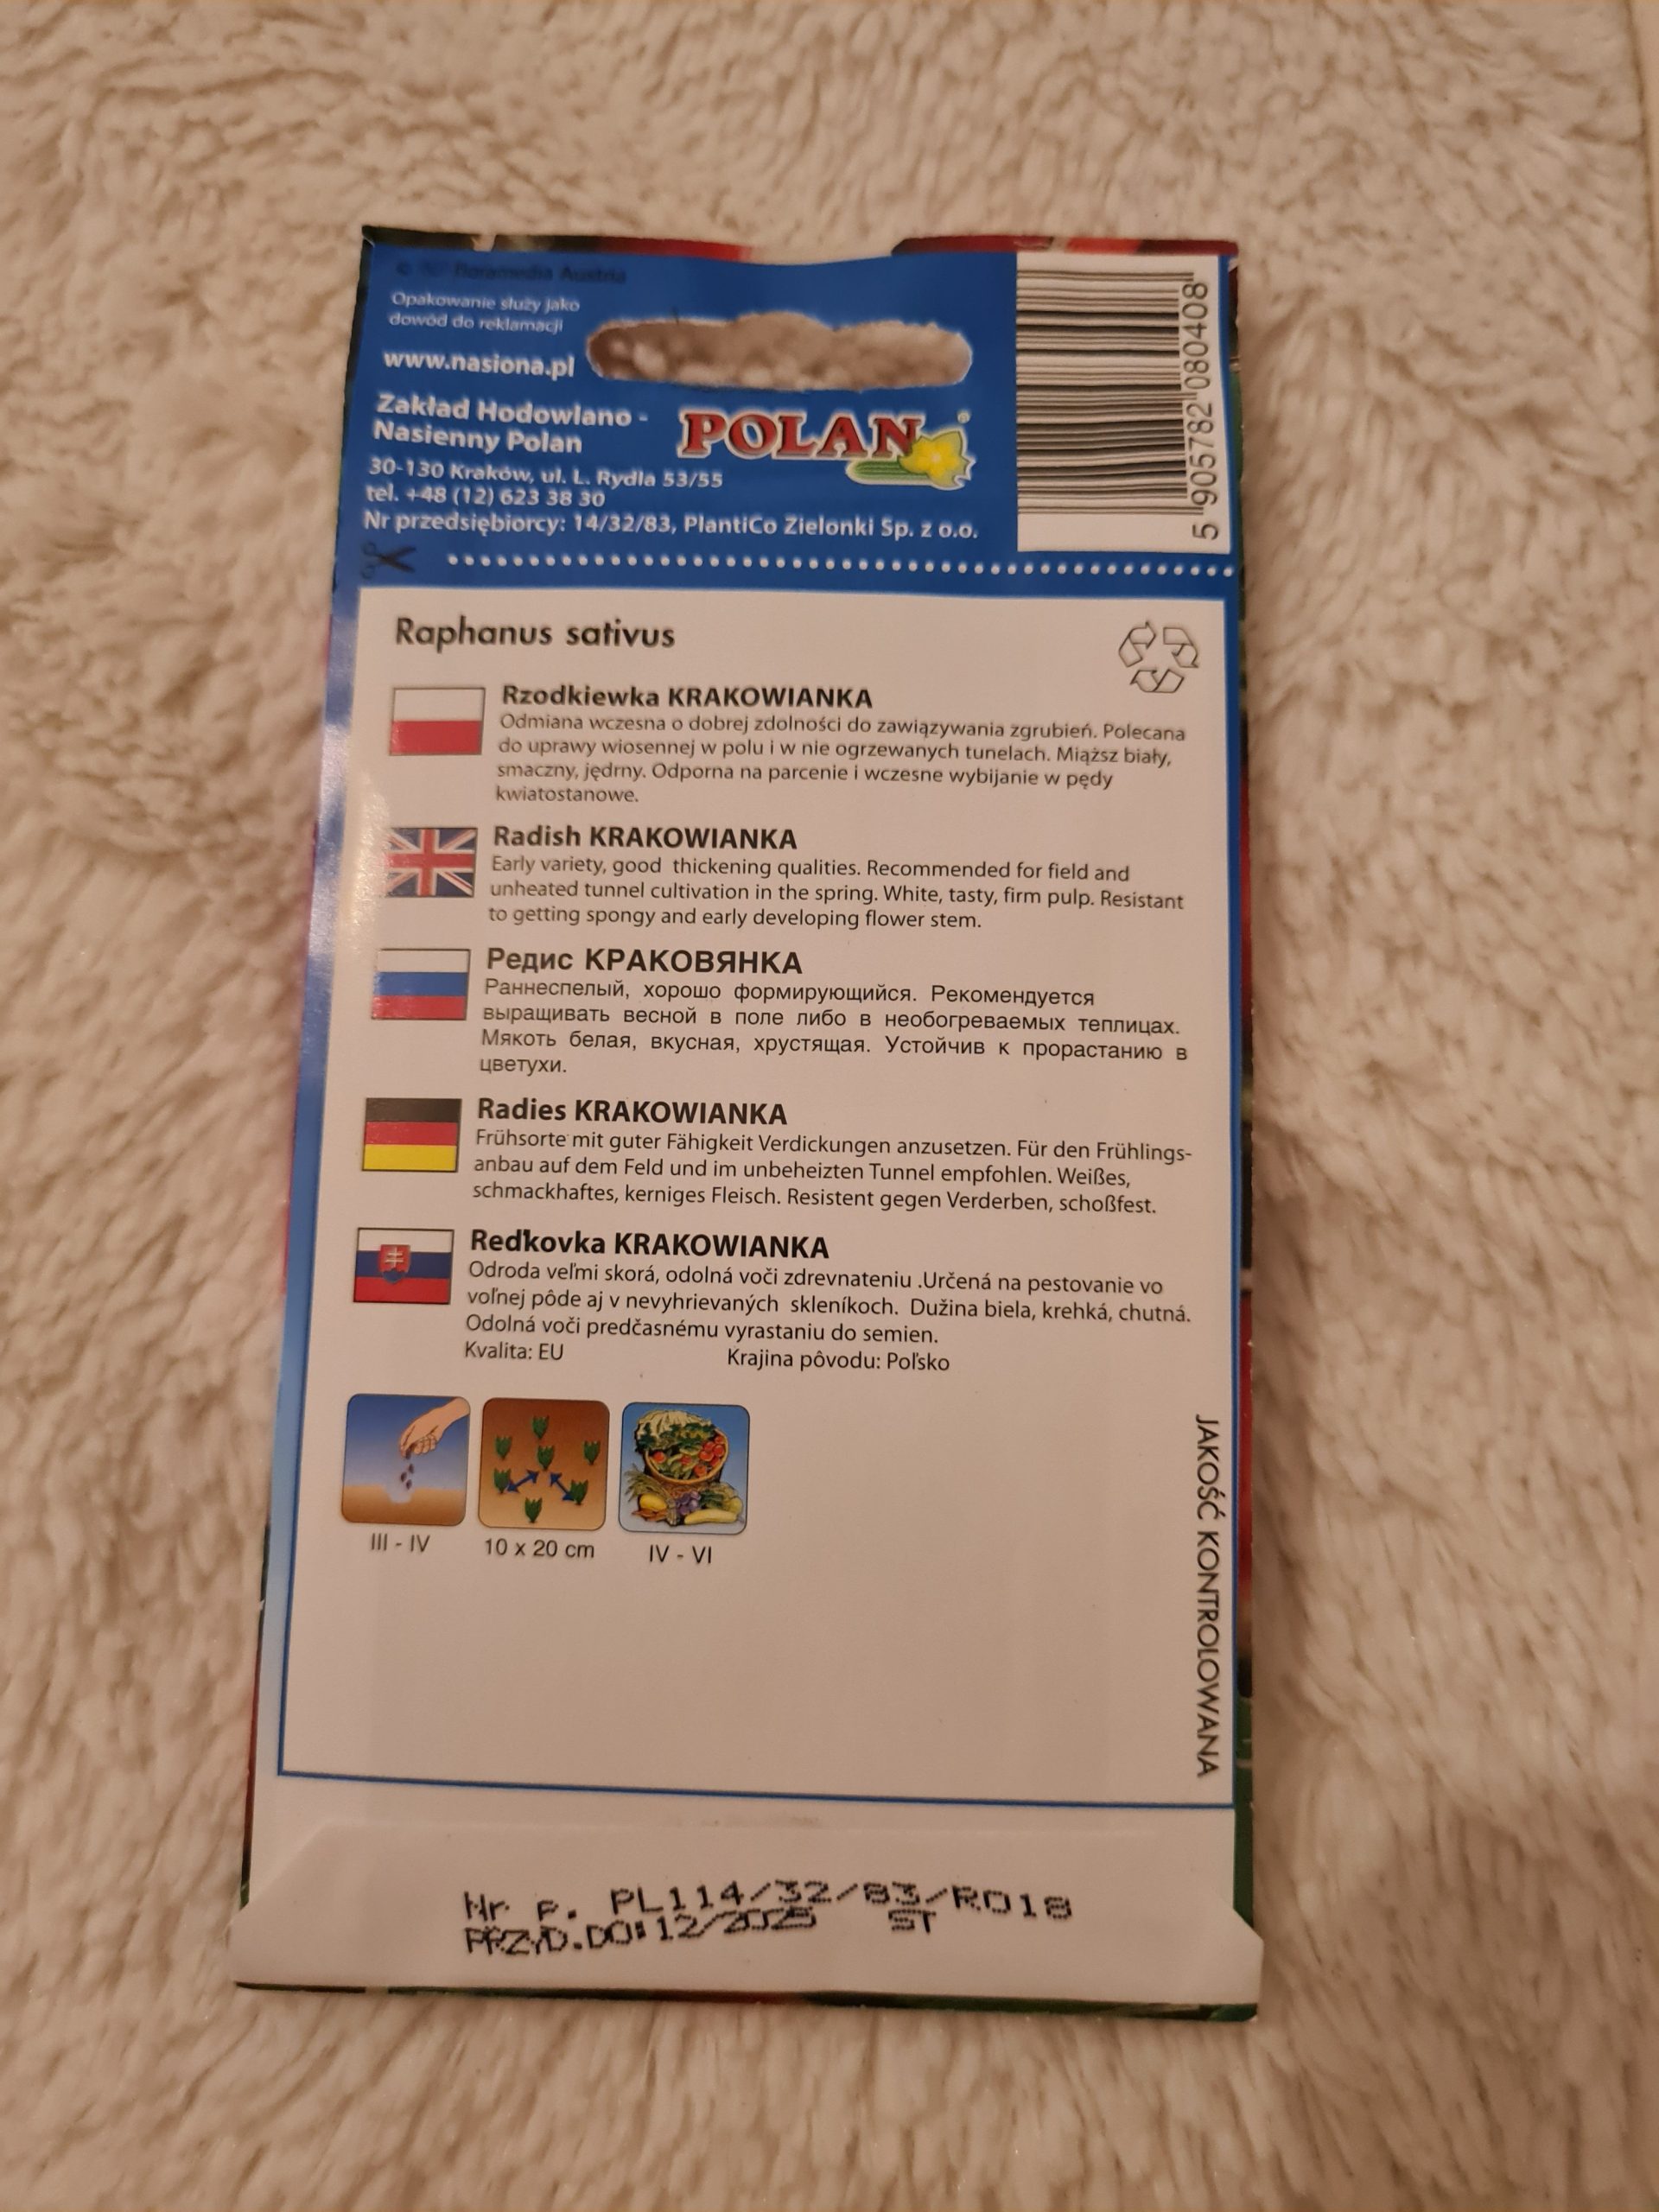 floramedia Austria
Opakowanie służy jako
dowód do reklamacji
www.nasiona.pl
Zakład Hodowlano -
Nasienny Polan
POLAN®
30-130 Kraków, ul. L. Rydla 53/55
tel. +48 (12) 623 38 30
Nr przedsiębiorcy: 14/32/83, PlantiCo Zielonki Sp. z o.o.
5 905782 080408
Raphanus sativus
Rzodkiewka KRAKOWIANKA
Odmiana wczesna o dobrej zdolności do zawiązywania zgrubień. Polecana
do uprawy wiosennej w polu i w nie ogrzewanych tunelach. Miąższ biały,
smaczny, jędrny. Odporna na parcenie i wczesne wybijanie w pędy
kwiatostanowe.
Radish KRAKOWIANKA
Early variety, good thickening qualities. Recommended for field and
unheated tunnel cultivation in the spring. White, tasty, firm pulp. Resistant
to getting spongy and early developing flower stem.
Редис КРАКОВЯНКА
Раннеспелый, хорошо формирующийся. Рекомендуется
выращивать весной в поле либо в необогреваемых теплицах.
Мякоть белая, вкусная, хрустящая. Устойчив к прорастанию в
цветухи.
Radies KRAKOWIANKA
Frühsorte mit guter Fähigkeit Verdickungen anzusetzen. Für den Frühlings-
anbau auf dem Feld und im unbeheizten Tunnel empfohlen. Weißes,
schmackhaftes, kerniges Fleisch. Resistent gegen Verderben, schoßfest.
Reďkovka KRAKOWIANKA
Odroda veľmi skorá, odolná voči zdrevnateniu .Určená na pestovanie vo
voľnej pôde aj v nevyhrievaných skleníkoch. Dužina biela, krehká, chutná.
Odolná voči predčasnému vyrastaniu do semien.
Kvalita: EU Krajina pôvodu: Poľsko
III - IV 10 x 20 cm IV - VI
JAKOŚĆ KONTROLOWANA
Nr p. PL114/32/83/R018
PRZYD.DO:12/2025 ST